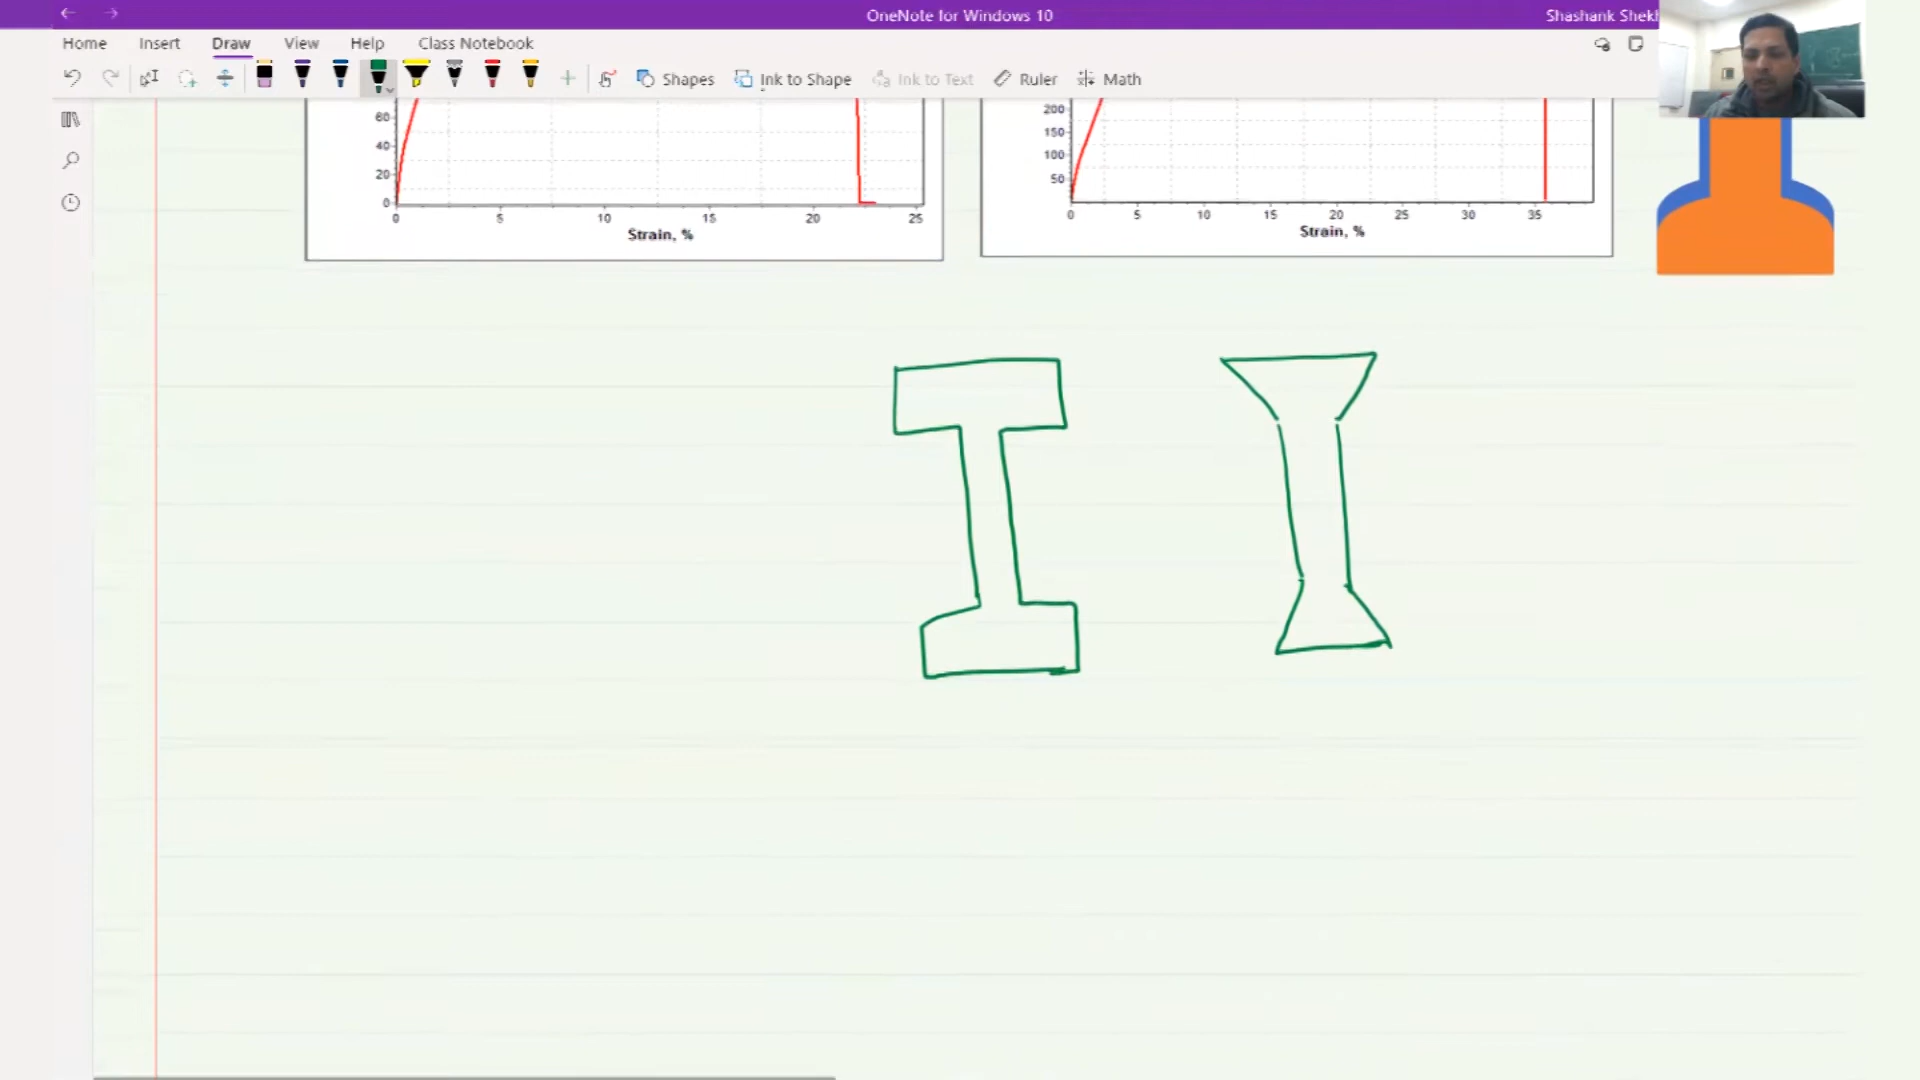 OneNote for Windows 10
Shashank Shekh
Home Insert Draw View Help Class Notebook
Shapes Ink to Shape Ink to Text Ruler Math
60
40
20
0
0 5 10 15 20 25
Strain, %
200
150
100
50
0 5 10 15 20 25 30 35
Strain, %